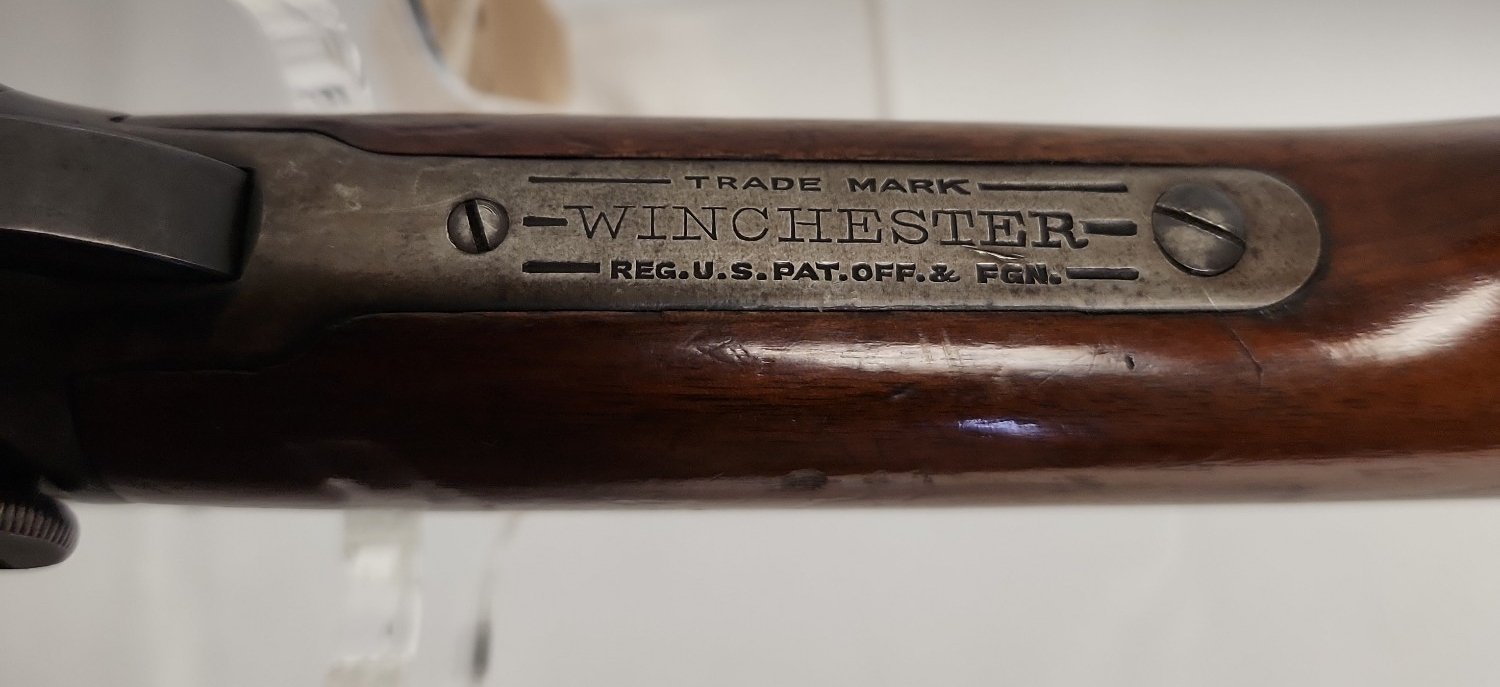 TRADE MARK
WINCHESTER
REG.U.S.PAT.OFF.& FGN.